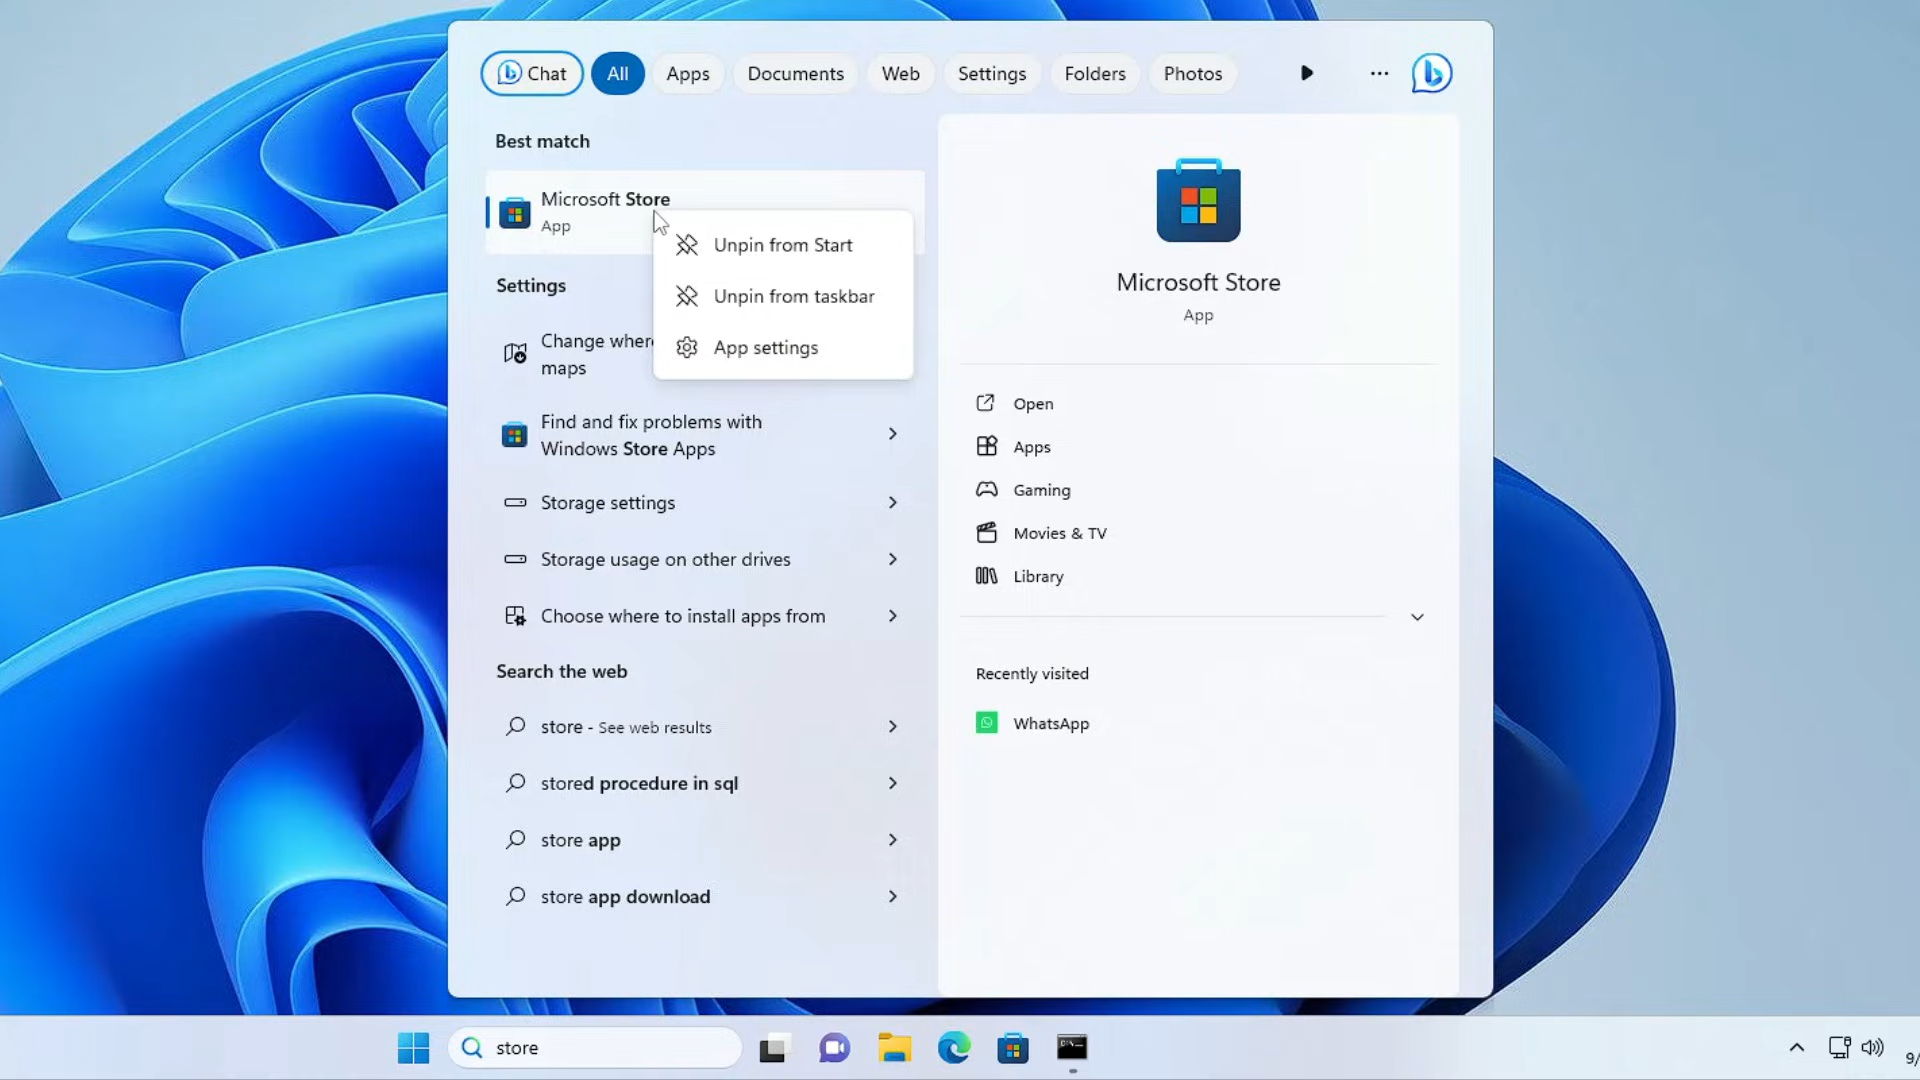 Chat All Apps Documents Web Settings Folders Photos
Best match
Microsoft Store
App
Unpin from Start
Unpin from taskbar
App settings
Settings
Change where
maps
Find and fix problems with
Windows Store Apps
Storage settings
Storage usage on other drives
Choose where to install apps from
Search the web
store - See web results
stored procedure in sql
store app
store app download
Microsoft Store
App
Open
Apps
Gaming
Movies & TV
Library
Recently visited
WhatsApp
store
9/